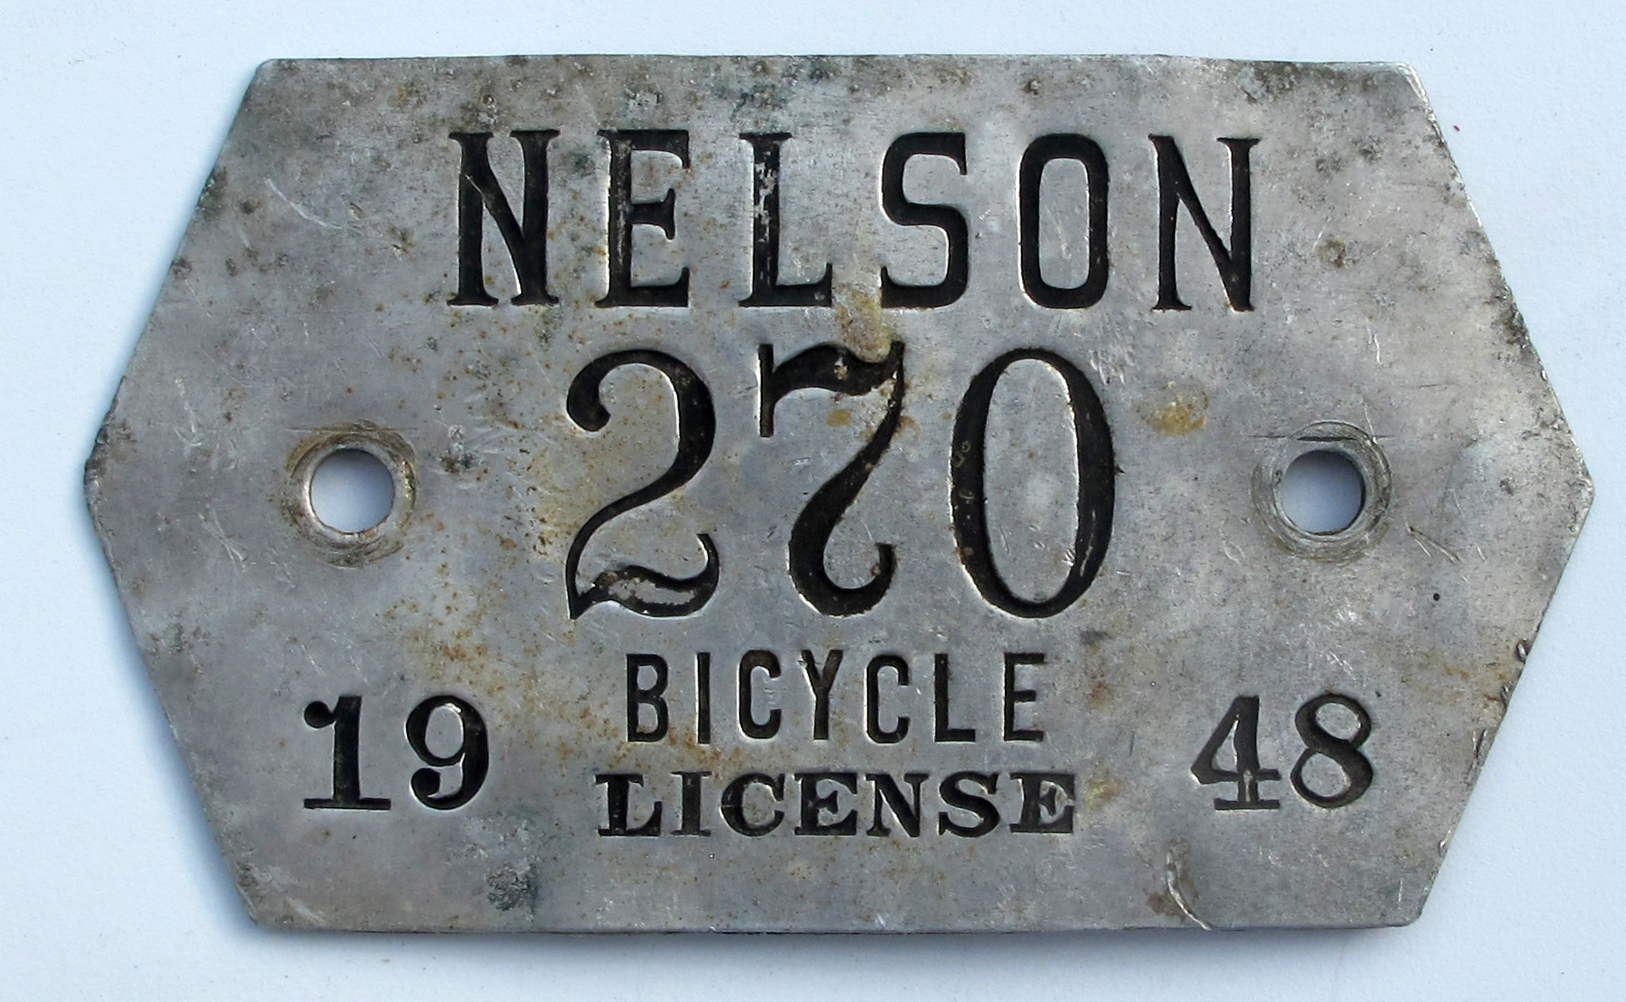 NELSON
270
BICYCLE
19 LICENSE 48